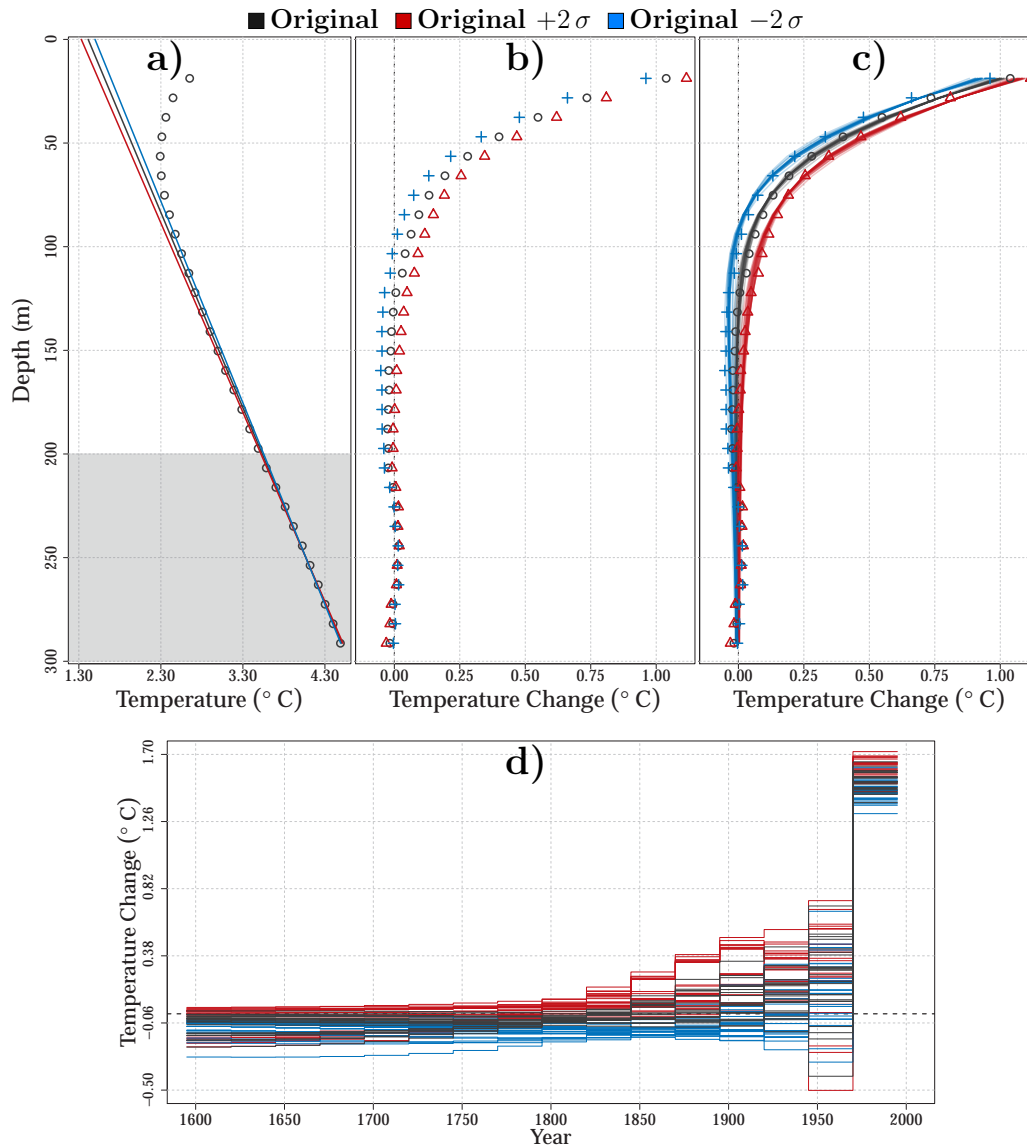 Original Original +2 σ Original −2 σ
a) b) c)
0
50
100
150
200
250
300
Depth (m)
1.30 2.30 3.30 4.30
0.00 0.25 0.50 0.75 1.00
0.00 0.25 0.50 0.75 1.00
Temperature (° C)
Temperature Change (° C)
Temperature Change (° C)
d)
1.70
1.26
0.82
0.38
−0.06
−0.50
Temperature Change (° C)
1600 1650 1700 1750 1800 1850 1900 1950 2000
Year